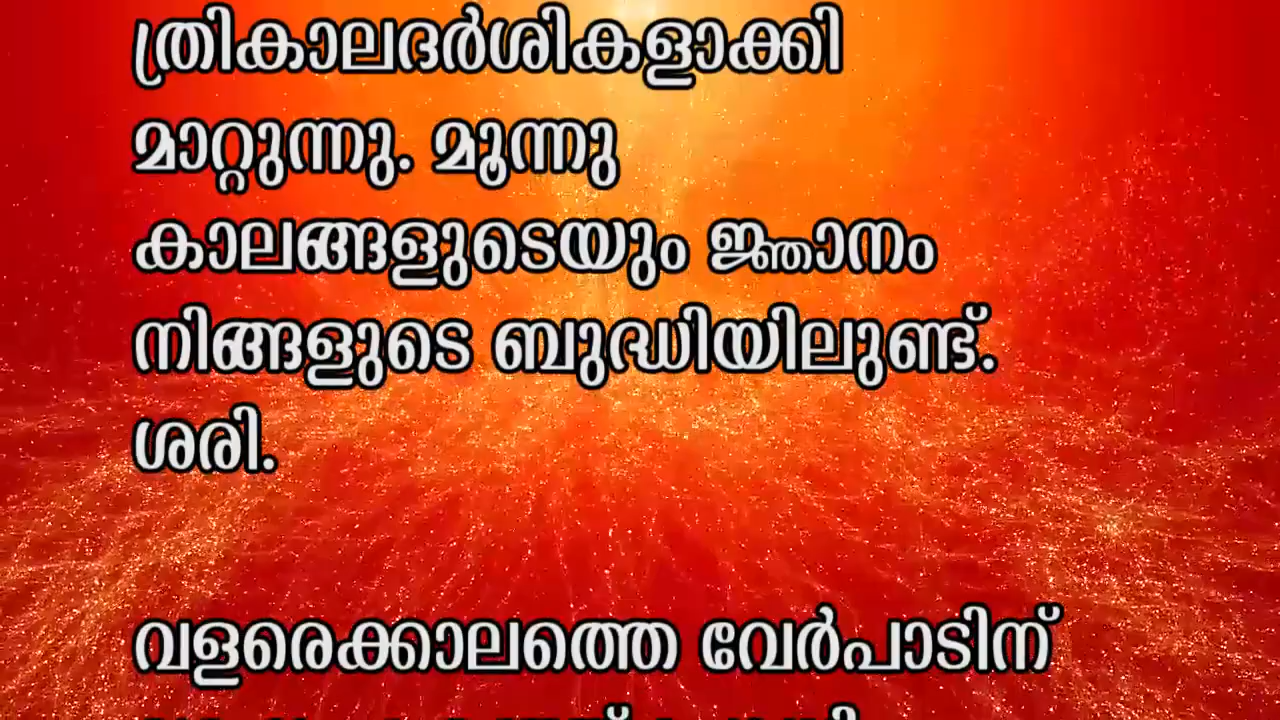 ത്രികാലദർശികളാക്കി
മാറ്റുന്നു. മൂന്നു
കാലങ്ങളുടെയും ജ്ഞാനം
നിങ്ങളുടെ ബുദ്ധിയിലുണ്ട്.
ശരി.
വളരെക്കാലത്തെ വേർപാടിന്